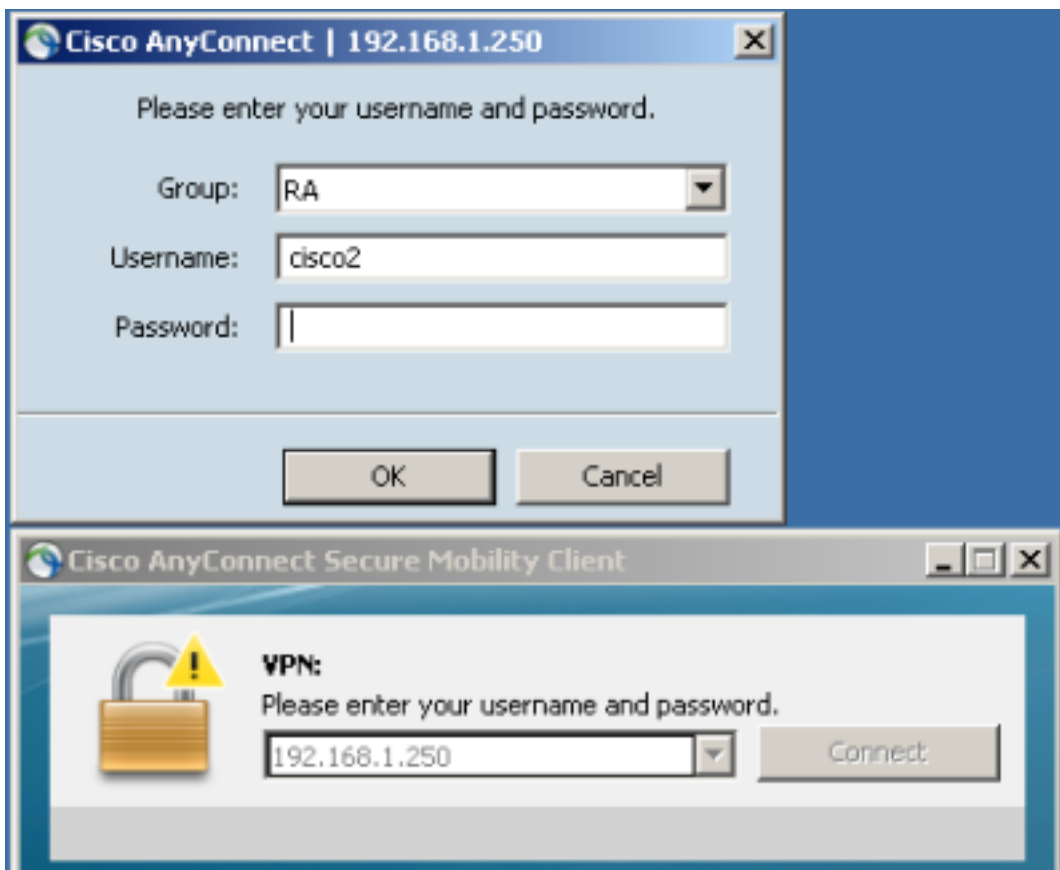 Cisco AnyConnect | 192.168.1.250
Please enter your username and password.
Group: RA
Username: cisco2
Password:
OK Cancel
Cisco AnyConnect Secure Mobility Client
VPN:
Please enter your username and password.
192.168.1.250 Connect